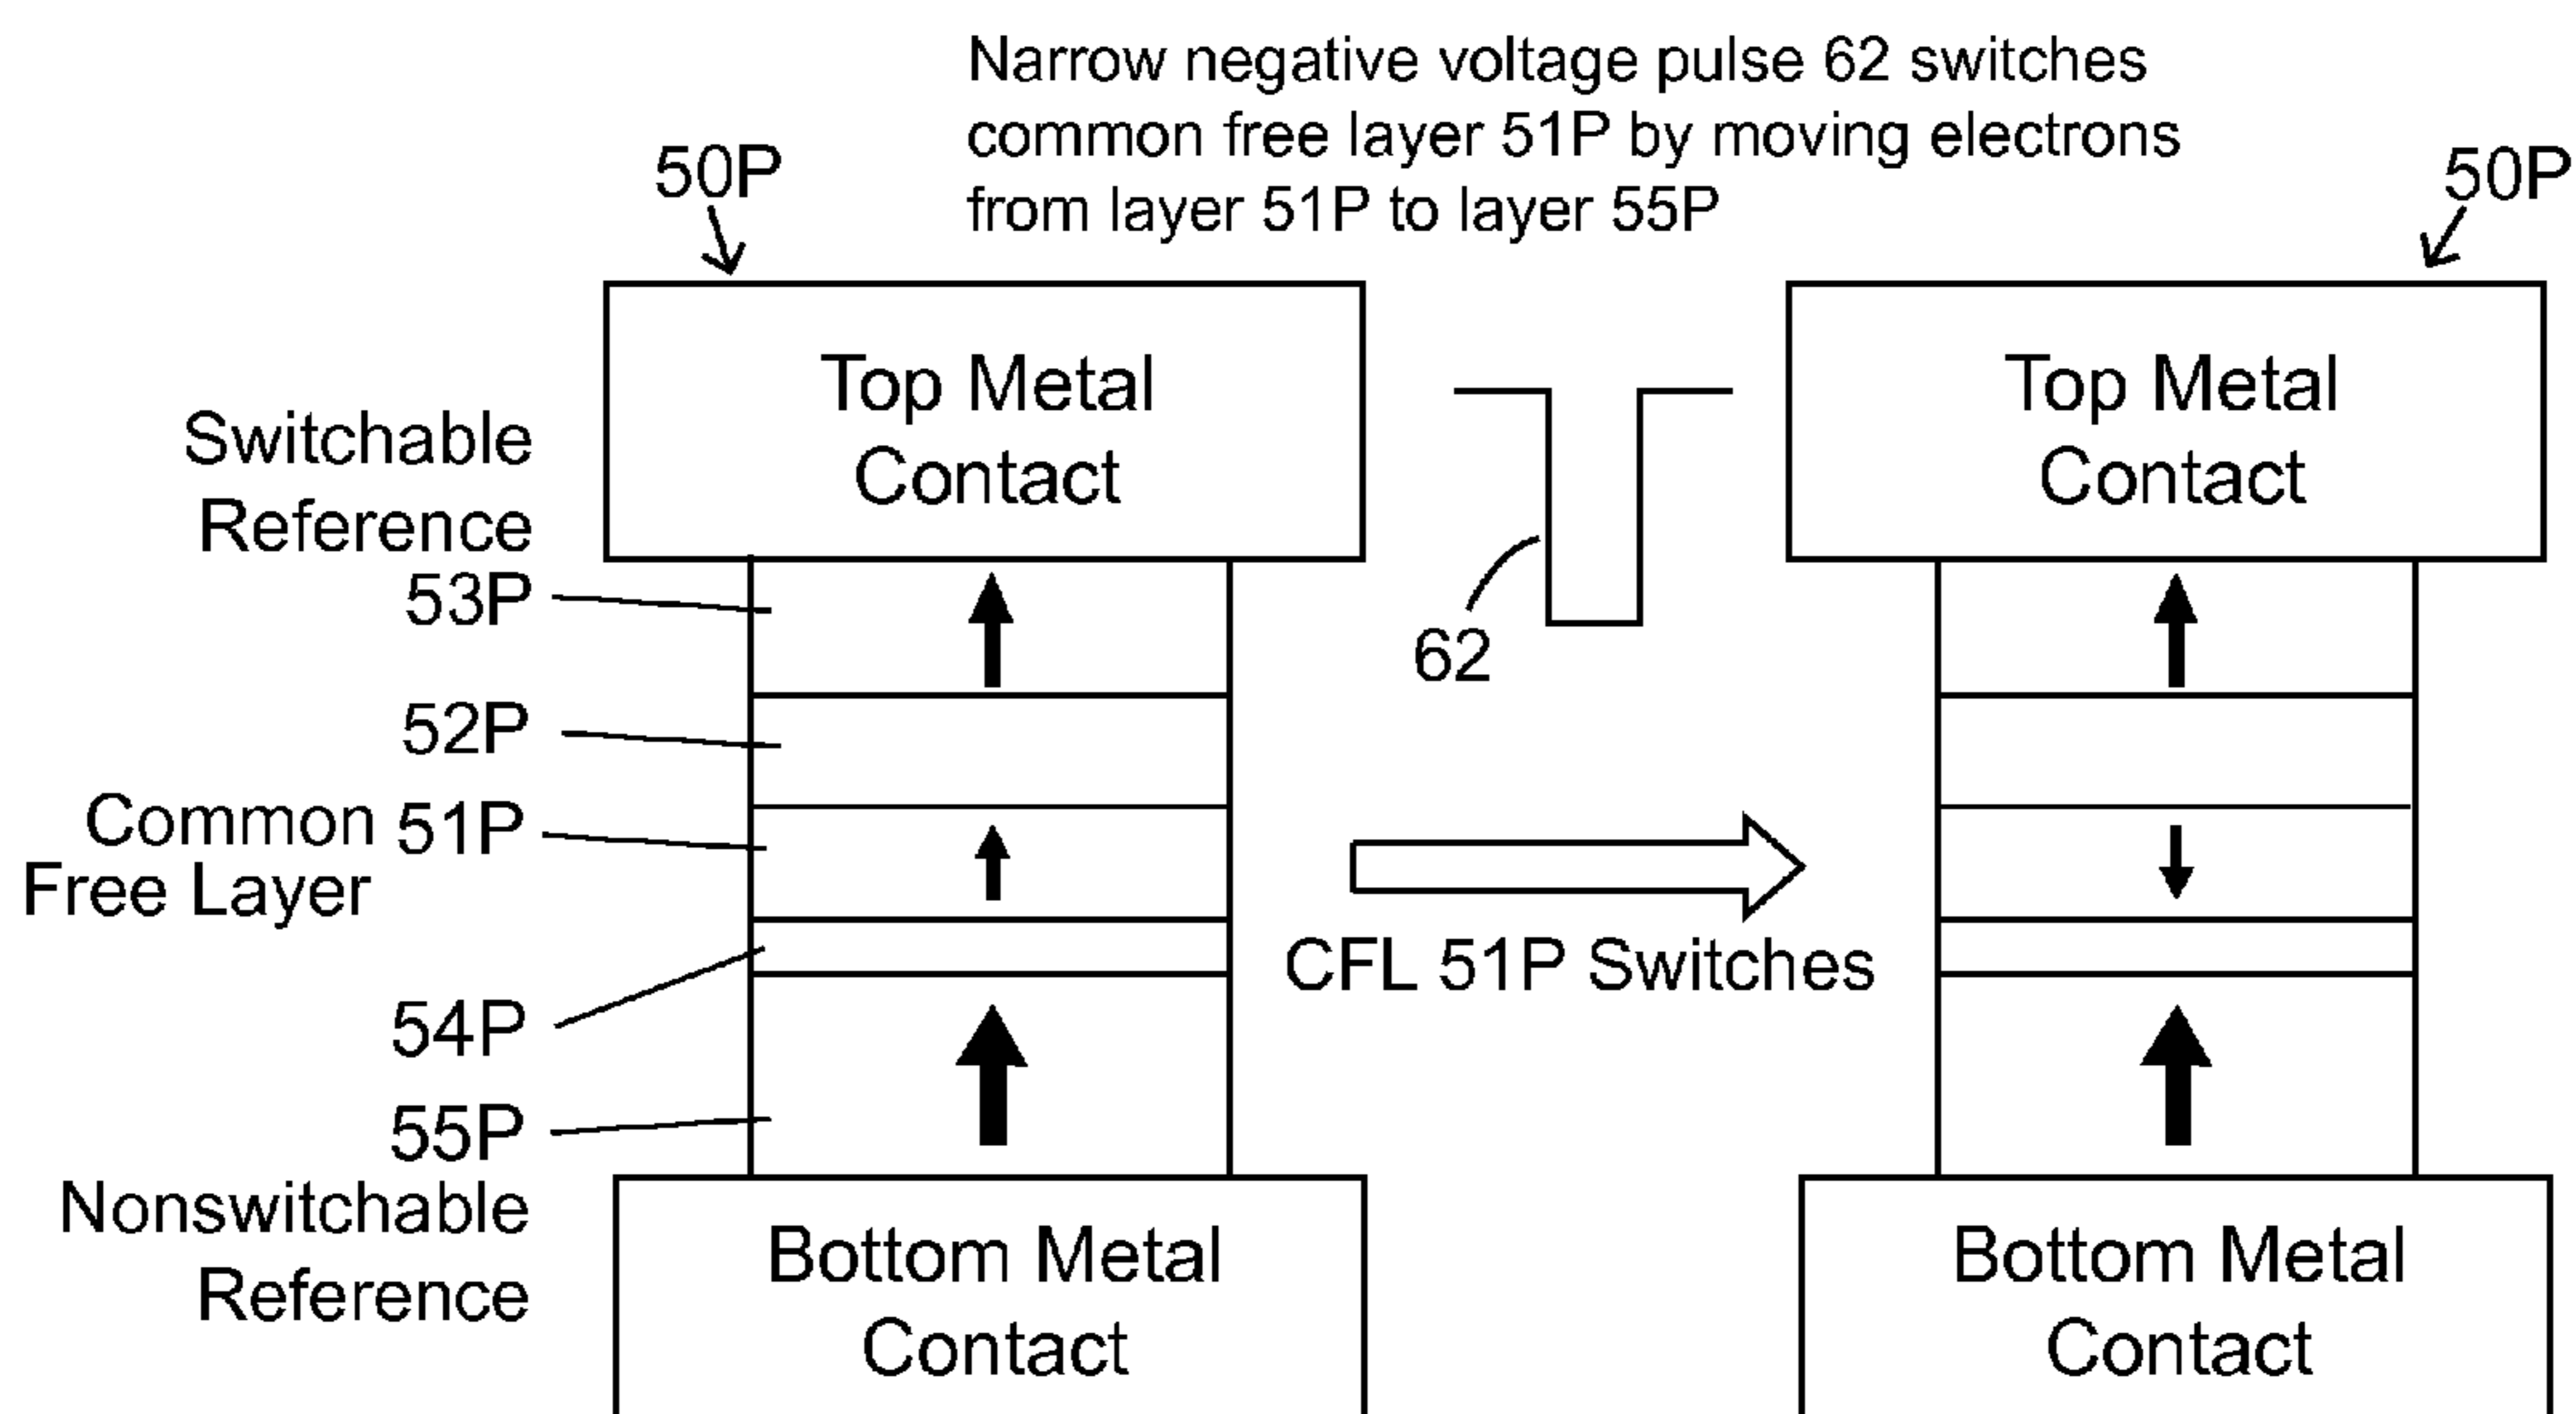 Narrow negative voltage pulse 62 switches
common free layer 51P by moving electrons
from layer 51P to layer 55P
50P
50P
Top Metal
Contact
Top Metal
Contact
Switchable
Reference
53P
62
52P
Common 51P
Free Layer
CFL 51P Switches
54P
55P
Nonswitchable
Reference
Bottom Metal
Contact
Bottom Metal
Contact